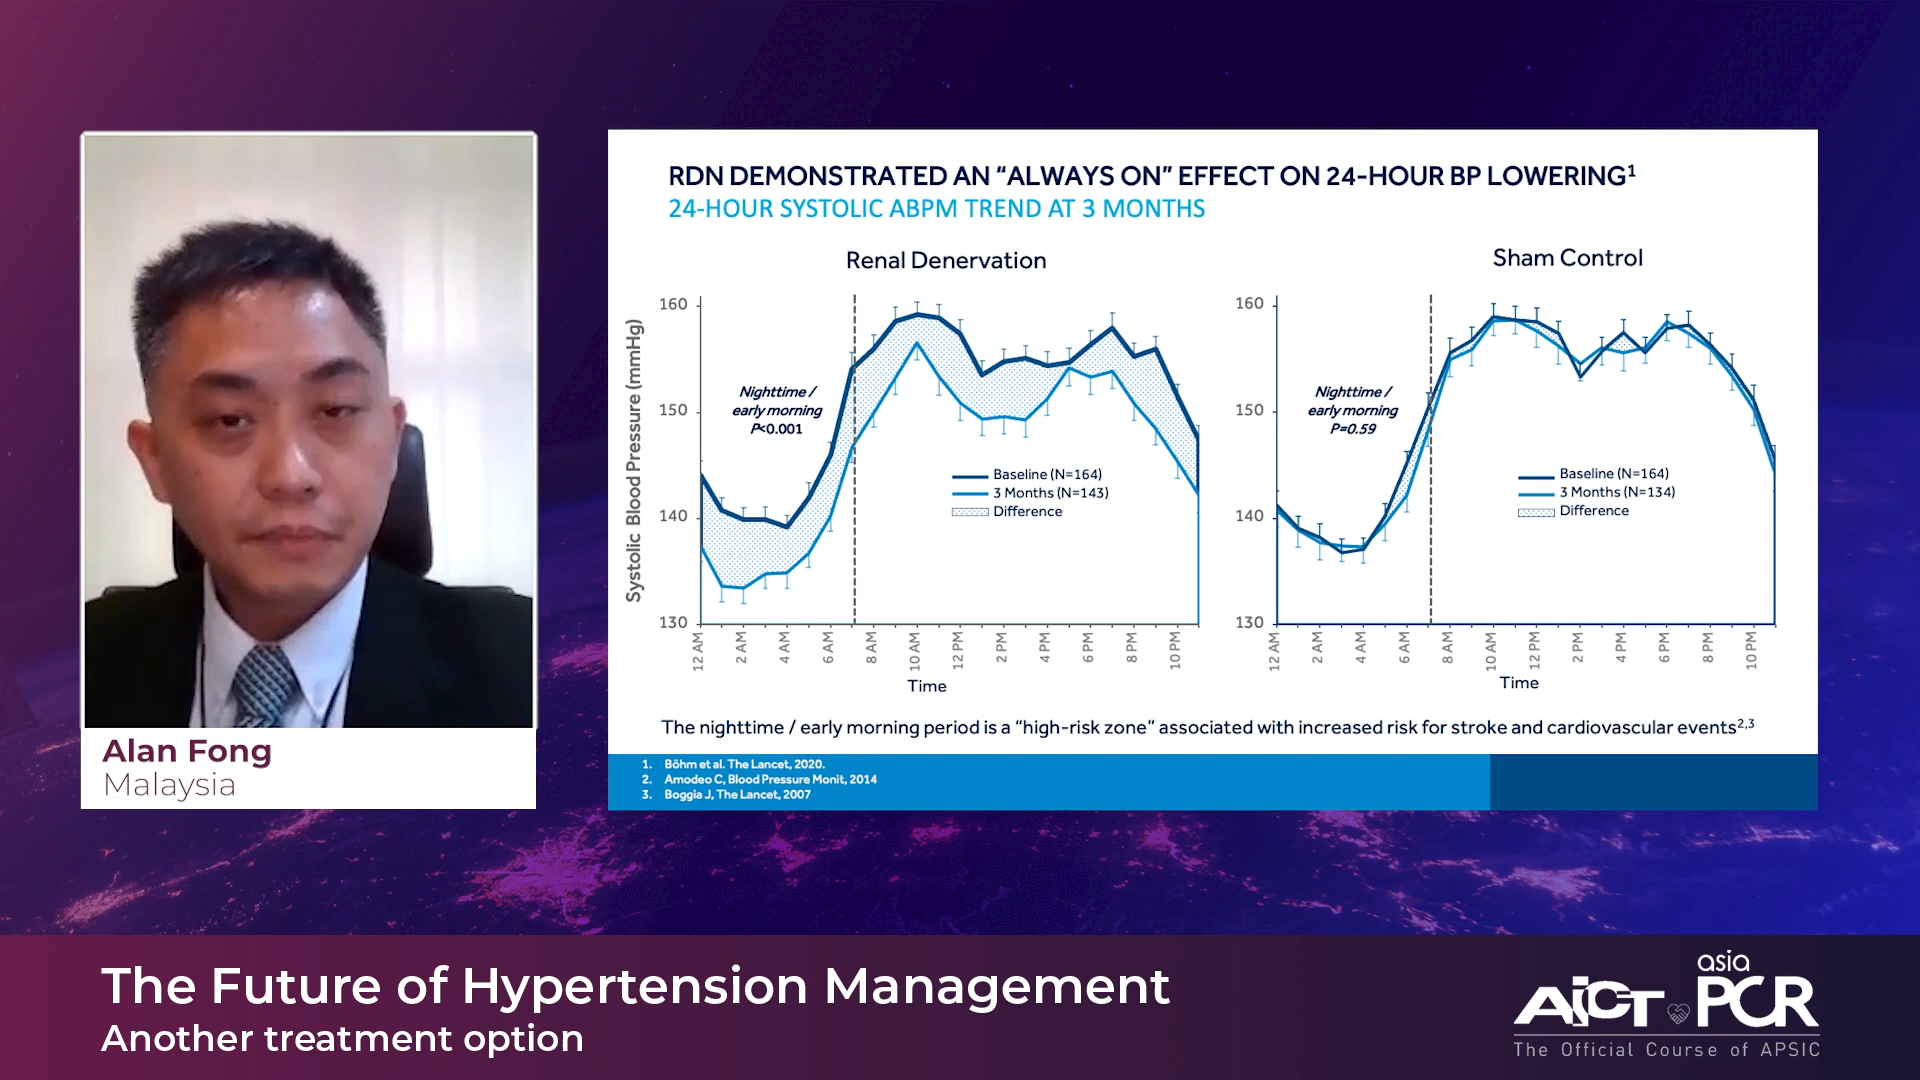 Alan Fong
Malaysia
RDN DEMONSTRATED AN “ALWAYS ON” EFFECT ON 24-HOUR BP LOWERING¹
24-HOUR SYSTOLIC ABPM TREND AT 3 MONTHS
Renal Denervation
Systolic Blood Pressure (mmHg)
160
150
140
130
Nighttime /
early morning
P<0.001
Baseline (N=164)
3 Months (N=143)
Difference
12 AM 2 AM 4 AM 6 AM 8 AM 10 AM 12 PM 2 PM 4 PM 6 PM 8 PM 10 PM
Time
Sham Control
160
150
140
130
Nighttime /
early morning
P=0.59
Baseline (N=164)
3 Months (N=134)
Difference
12 AM 2 AM 4 AM 6 AM 8 AM 10 AM 12 PM 2 PM 4 PM 6 PM 8 PM 10 PM
Time
The nighttime / early morning period is a “high-risk zone” associated with increased risk for stroke and cardiovascular events²,³
1. Böhm et al. The Lancet, 2020.
2. Amodeo C, Blood Pressure Monit, 2014
3. Boggia J, The Lancet, 2007
The Future of Hypertension Management
Another treatment option
asia
AICT PCR
The Official Course of APSIC